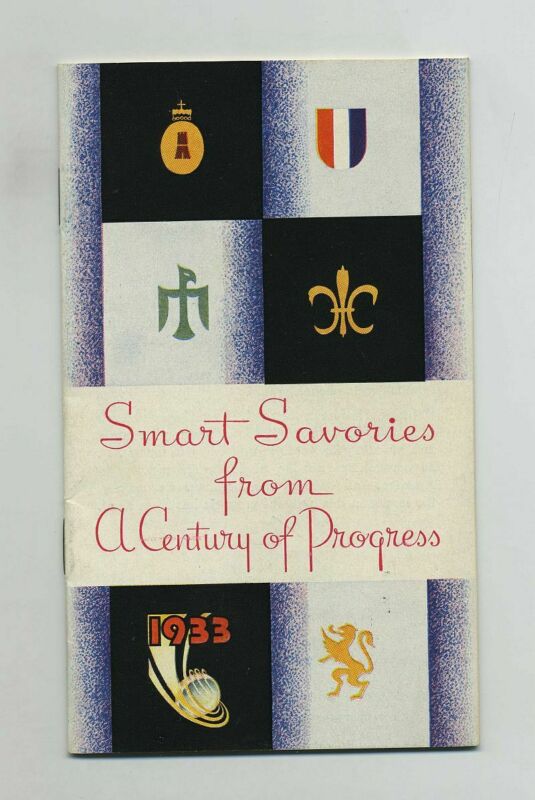 Smart Savories
from
A Century of Progress
1933